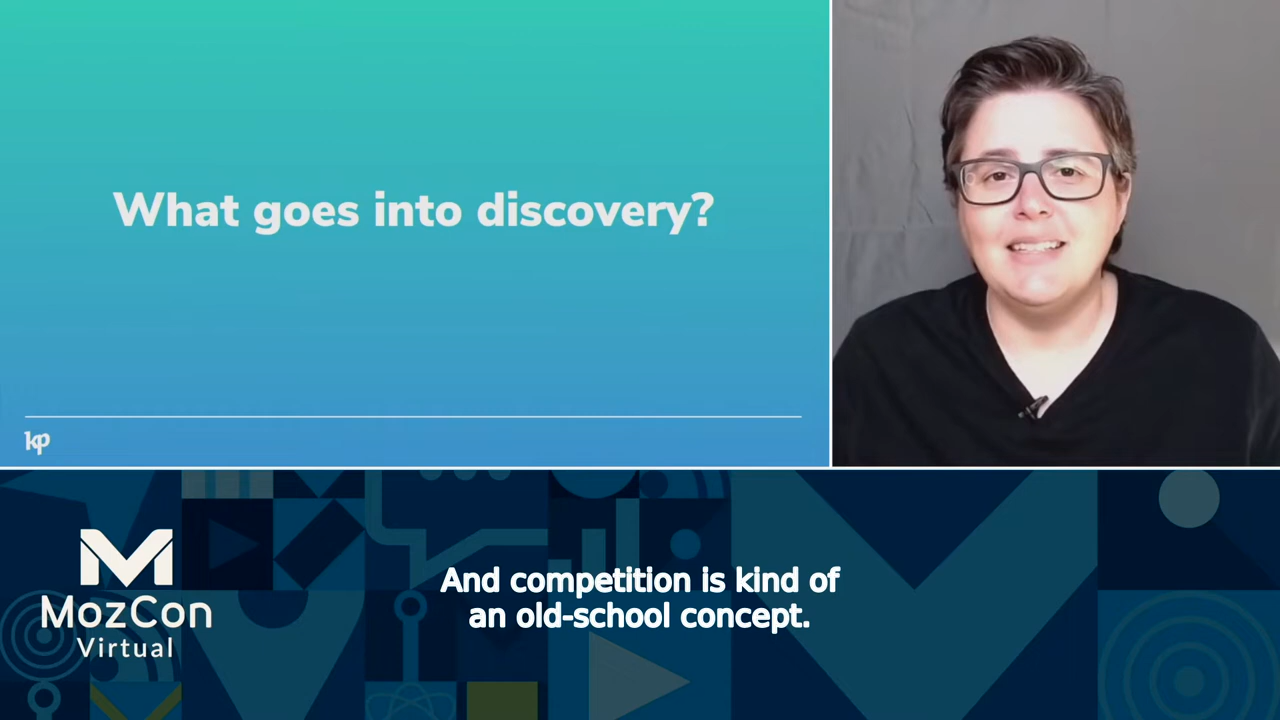 What goes into discovery?
kp
MozCon
Virtual
And competition is kind of
an old-school concept.